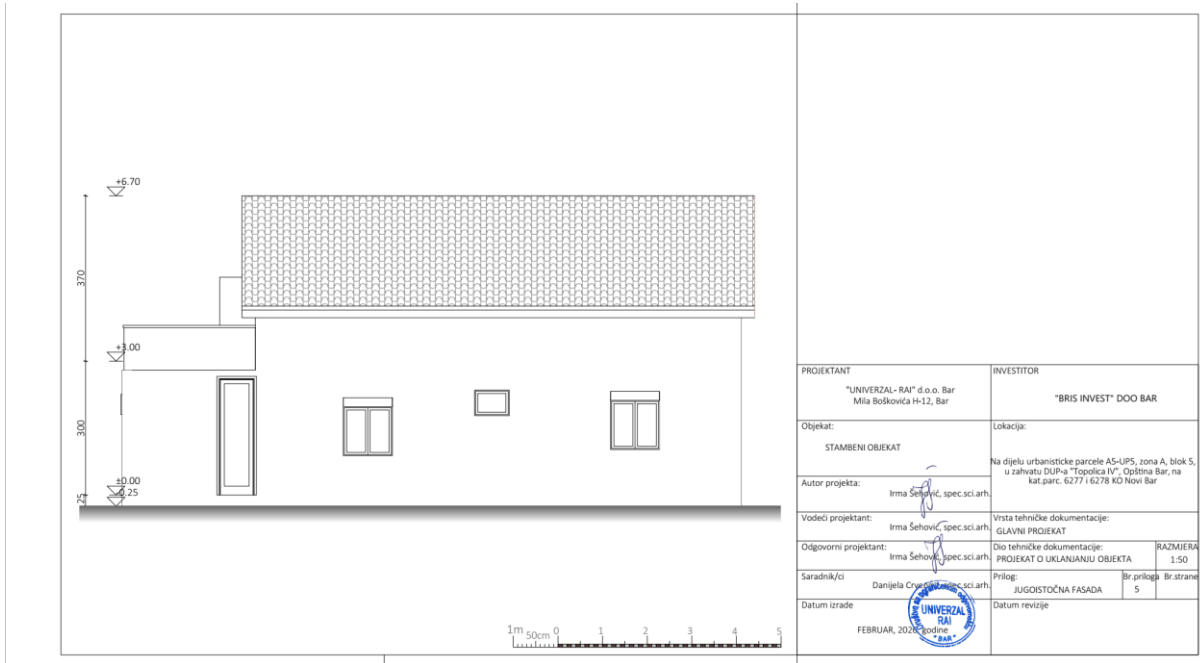 +6.70
370
+3.00
300
±0.00
-0.25
25
1m 50cm 0 1 2 3 4 5
PROJEKTANT
"UNIVERZAL- RAI" d.o.o. Bar
Mila Boškovića H-12, Bar
INVESTITOR
"BRIS INVEST" DOO BAR
Objekat:
STAMBENI OBJEKAT
Lokacija:
Na dijelu urbanisticke parcele A5-UP5, zona A, blok 5,
u zahvatu DUP-a "Topolica IV", Opština Bar, na
kat.parc. 6277 i 6278 KO Novi Bar
Autor projekta:
Irma Šehović, spec.sci.arh.
Vodeći projektant:
Irma Šehović, spec.sci.arh.
Vrsta tehničke dokumentacije:
GLAVNI PROJEKAT
Odgovorni projektant:
Irma Šehović, spec.sci.arh.
Dio tehničke dokumentacije:
PROJEKAT O UKLANJANJU OBJEKTA
RAZMJERA
1:50
Saradnik/ci
Danijela spec.sci.arh.
Prilog:
JUGOISTOČNA FASADA
Br.priloga
5
Br.strane
Datum izrade
FEBRUAR, godine
Datum revizije
UNIVERZAL
RAI
BAR